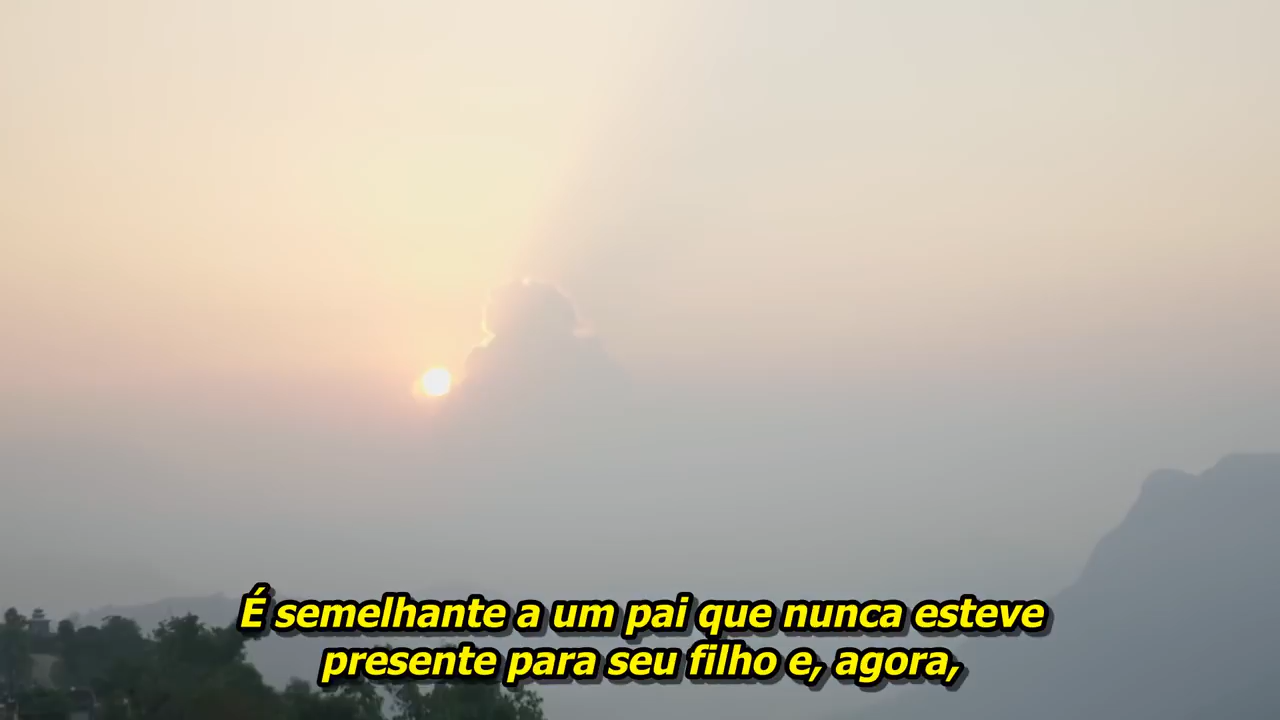 É semelhante a um pai que nunca esteve
presente para seu filho e, agora,